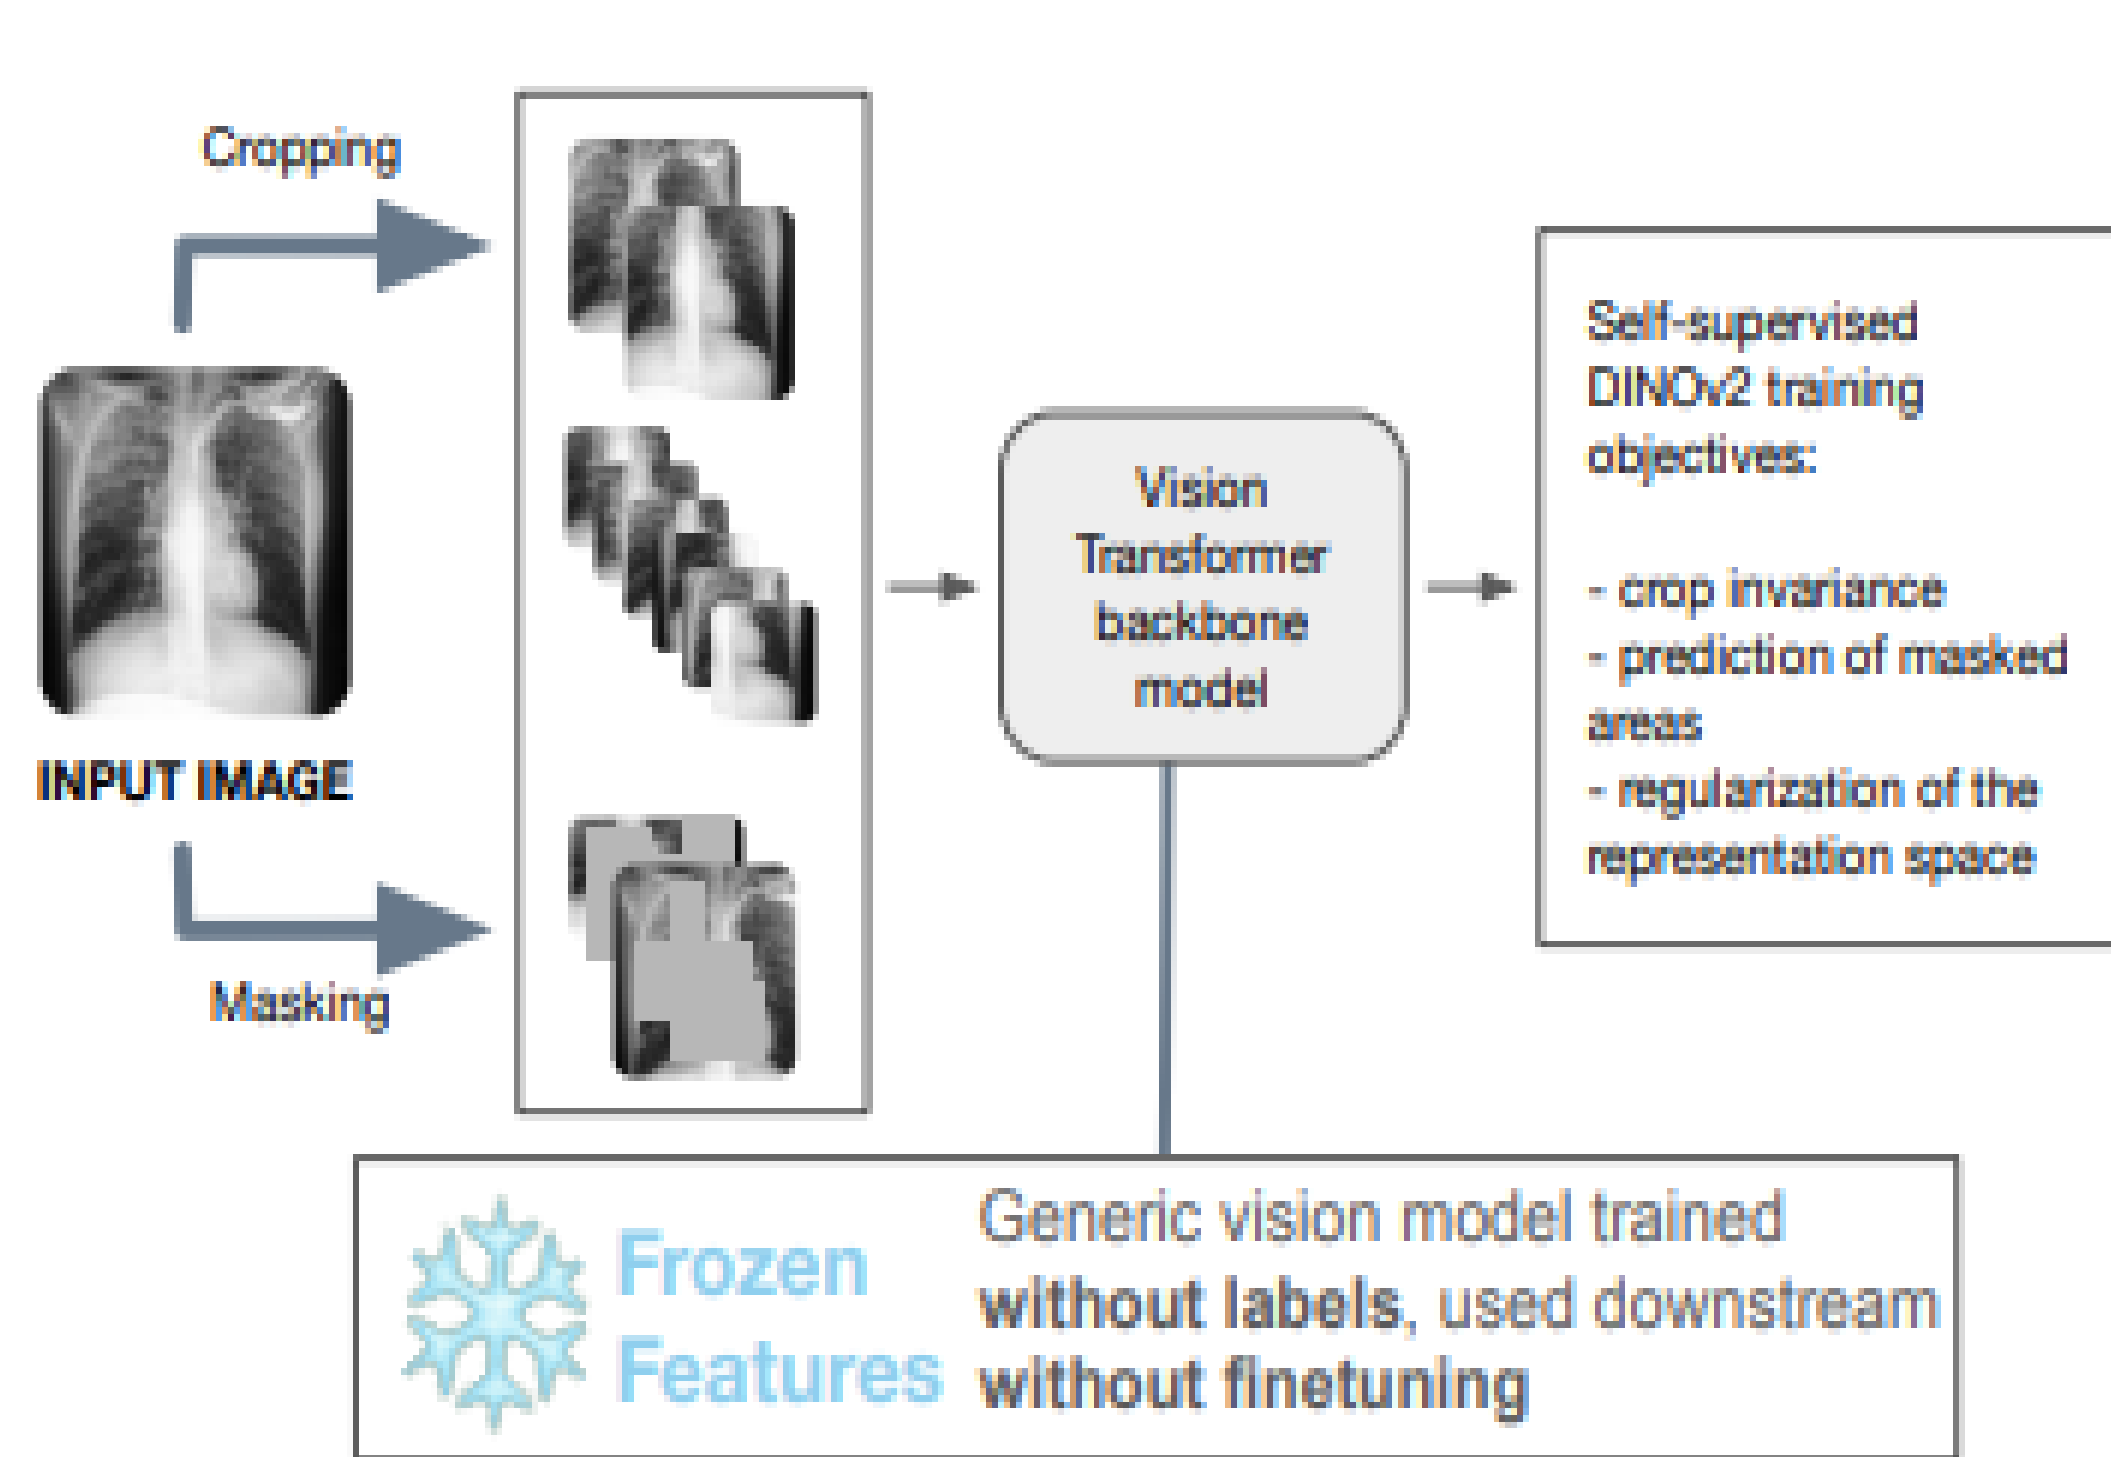 Cropping
INPUT IMAGE
Masking
Vision
Transformer
backbone
model
Self-supervised
DINOv2 training
objectives:
- crop invariance
- prediction of masked
areas
- regularization of the
representation space
Frozen
Features
Generic vision model trained
without labels, used downstream
without finetuning